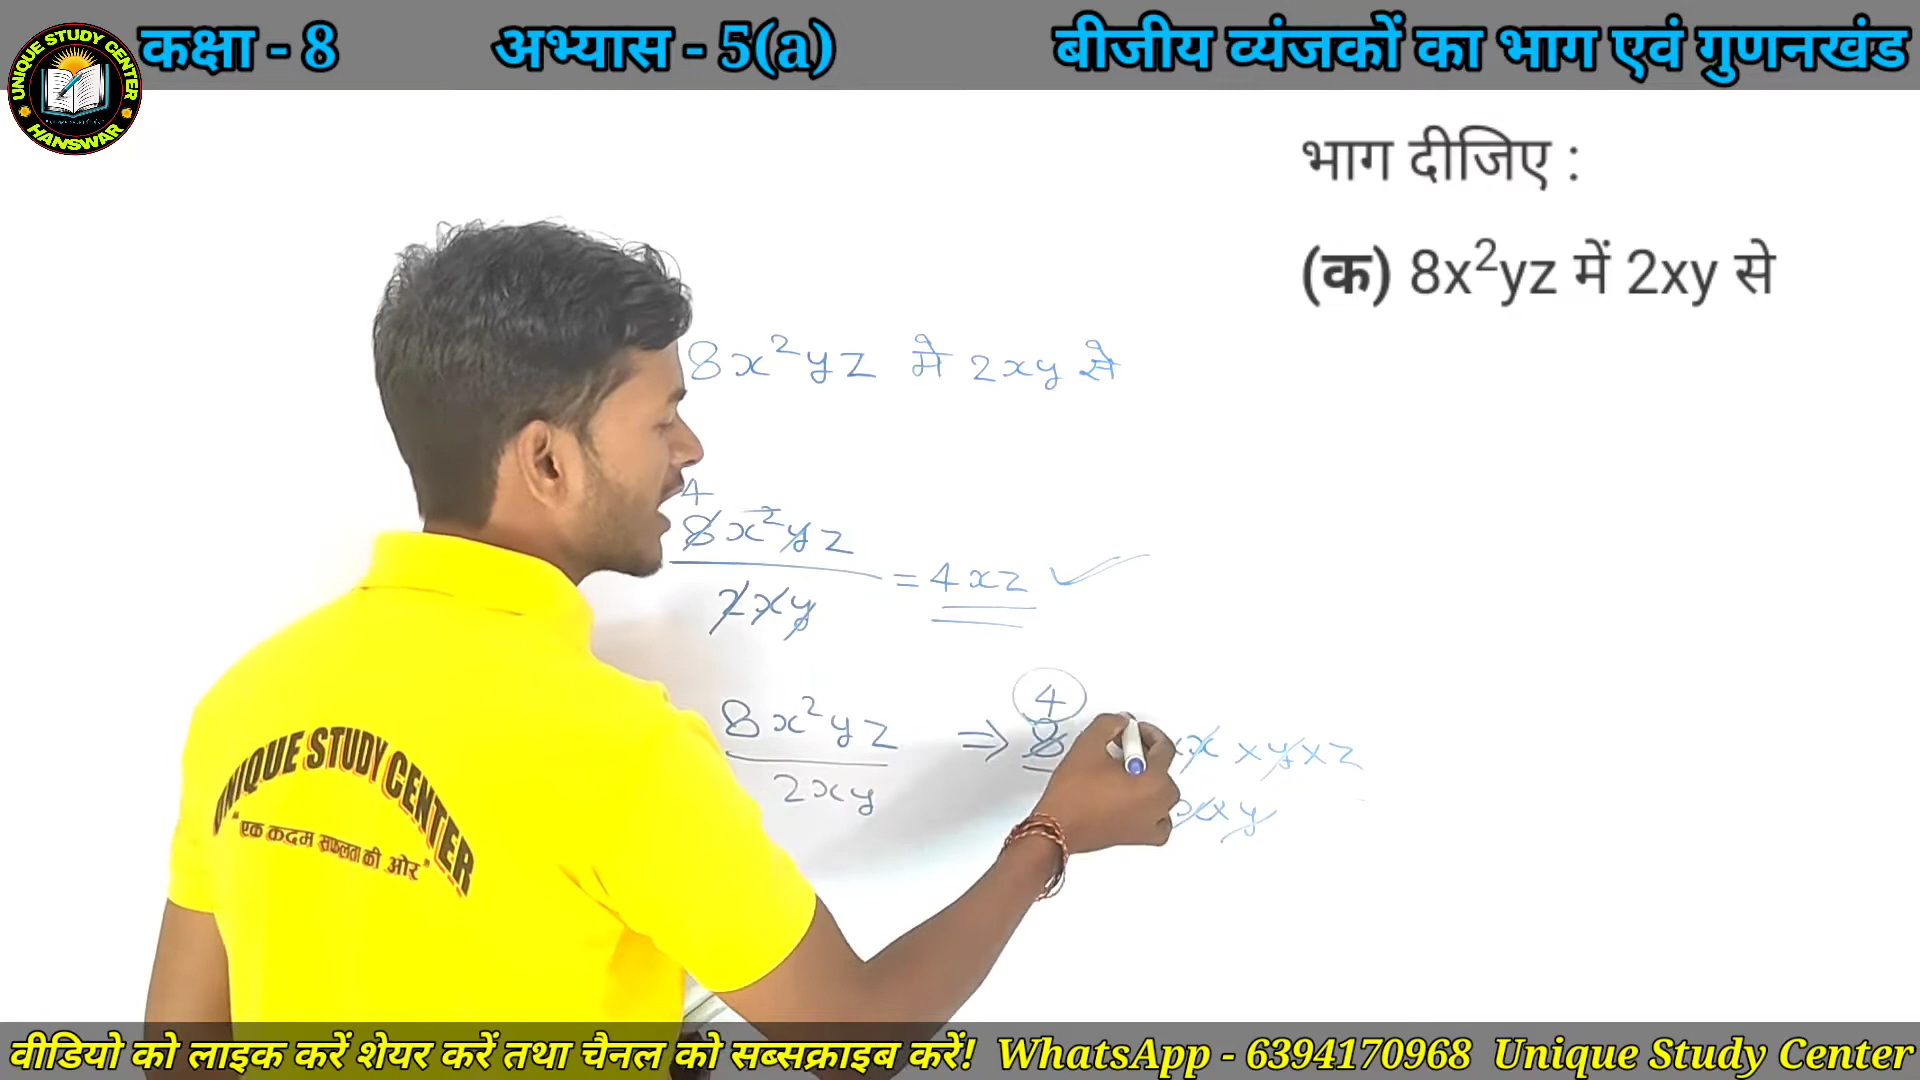 कक्षा - 8 अभ्यास - 5(a) बीजीय व्यंजकों का भाग एवं गुणनखंड
UNIQUE STUDY CENTER
HANSWAR
भाग दीजिए :
(क) 8x²yz में 2xy से
8x²yz मे 2xy से
4
8x²yz
2xy
= 4xz ✓
4
8x²yz ⇒ 8 x × y × z
2xy x × y
UNIQUE STUDY CENTER
"एक कदम सफलता की ओर"
वीडियो को लाइक करें शेयर करें तथा चैनल को सब्सक्राइब करें! WhatsApp - 6394170968 Unique Study Center